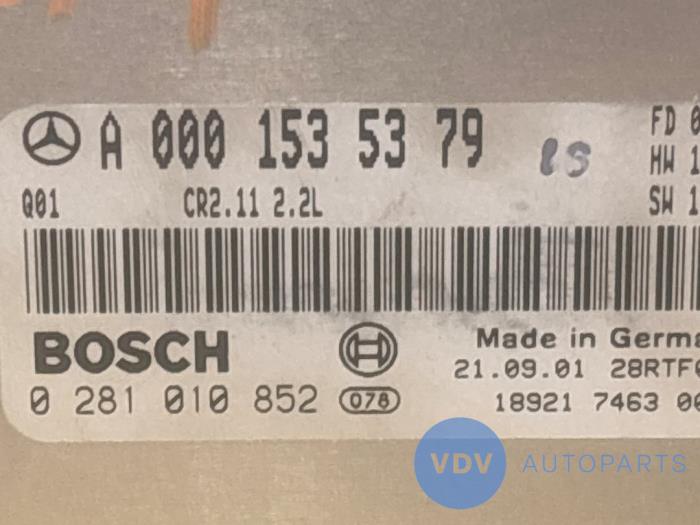 A 000 153 53 79
FD 0
HW 1
Q01 CR2.11 2.2L SW 1
BOSCH
Made in Germa
21.09.01 28RTF
0 281 010 852 078 18921 7463 00
VDV AUTOPARTS